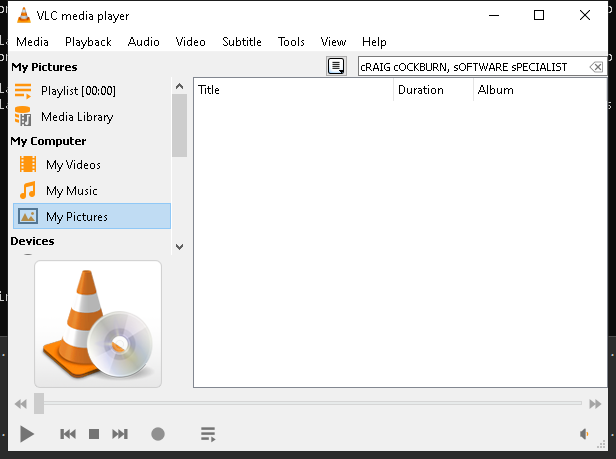 VLC media player
Media Playback Audio Video Subtitle Tools View Help
My Pictures
cRAIG cOCKBURN, sOFTWARE sPECIALIST
Playlist [00:00]
Media Library
My Computer
My Videos
My Music
My Pictures
Devices
Title Duration Album